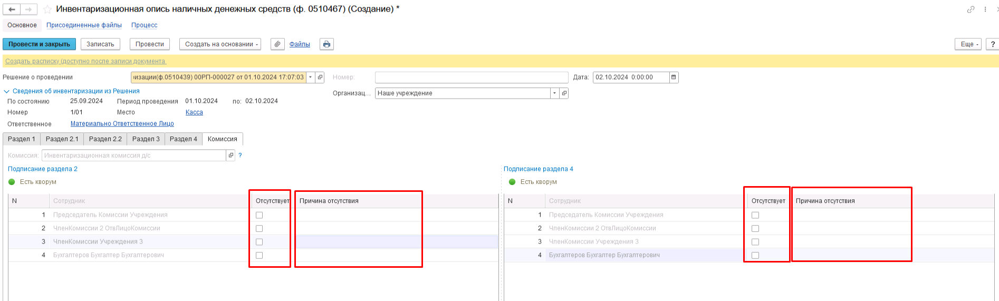 Инвентаризационная опись наличных денежных средств (ф. 0510467) (Создание) *
Основное Присоединенные файлы Процесс
Провести и закрыть Записать Провести Создать на основании Файлы Еще ?
Создать расписку (доступно после записи документа
Решение о проведении изации(ф.0510439) 00РП-000027 от 01.10.2024 17:07:03 Номер: Дата: 02.10.2024 0:00:00
Сведения об инвентаризации из Решения
Организац... Наше учреждение
По состоянию 25.09.2024 Период проведения 01.10.2024 по: 02.10.2024
Номер 1/01 Место Касса
Ответственное Материально Ответственное Лицо
Раздел 1 Раздел 2.1 Раздел 2.2 Раздел 3 Раздел 4 Комиссия
Комиссия: Инвентаризационная комиссия д/с ?
Подписание раздела 2
Есть кворум
N Сотрудник Отсутствует Причина отсутствия
1 Председатель Комиссии Учреждения
2 ЧленКомиссии 2 ОтвЛицоКомиссии
3 ЧленКомиссии Учреждения 3
4 Бухгалтеров Бухгалтер Бухгалтерович
Подписание раздела 4
Есть кворум
N Сотрудник Отсутствует Причина отсутствия
1 Председатель Комиссии Учреждения
2 ЧленКомиссии 2 ОтвЛицоКомиссии
3 ЧленКомиссии Учреждения 3
4 Бухгалтеров Бухгалтер Бухгалтерович